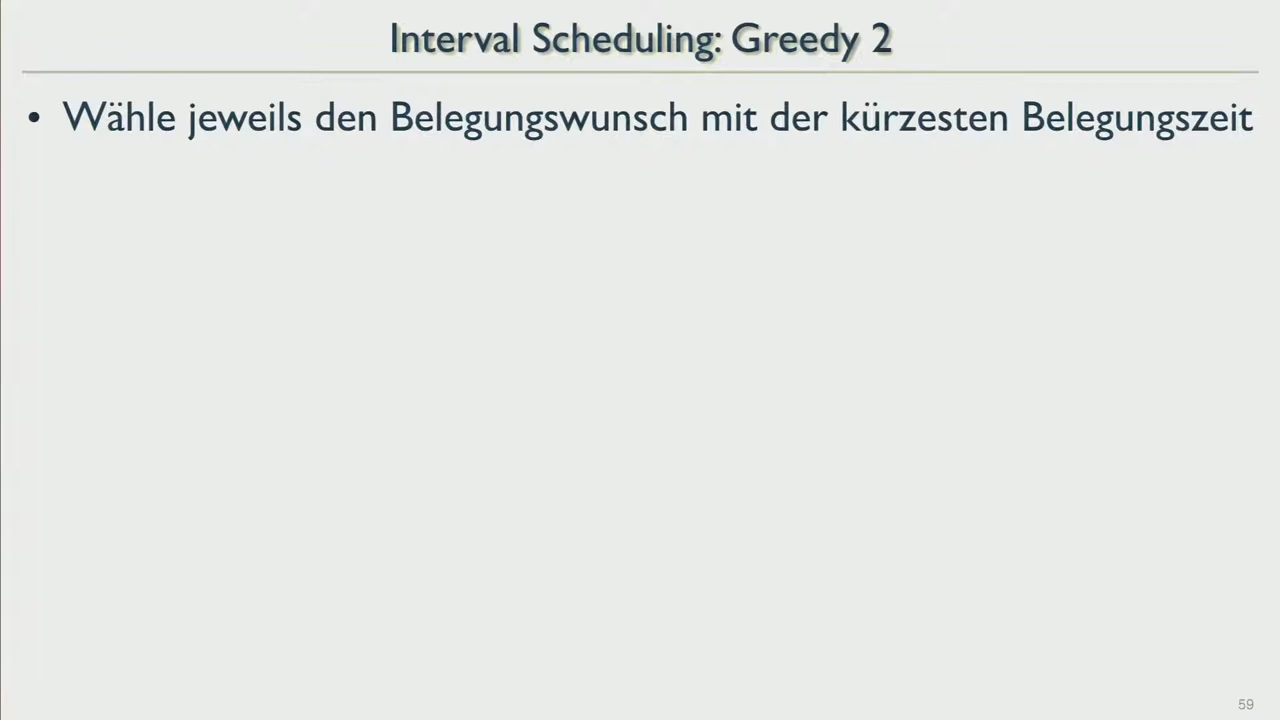 Interval Scheduling: Greedy 2
• Wähle jeweils den Belegungswunsch mit der kürzesten Belegungszeit
59